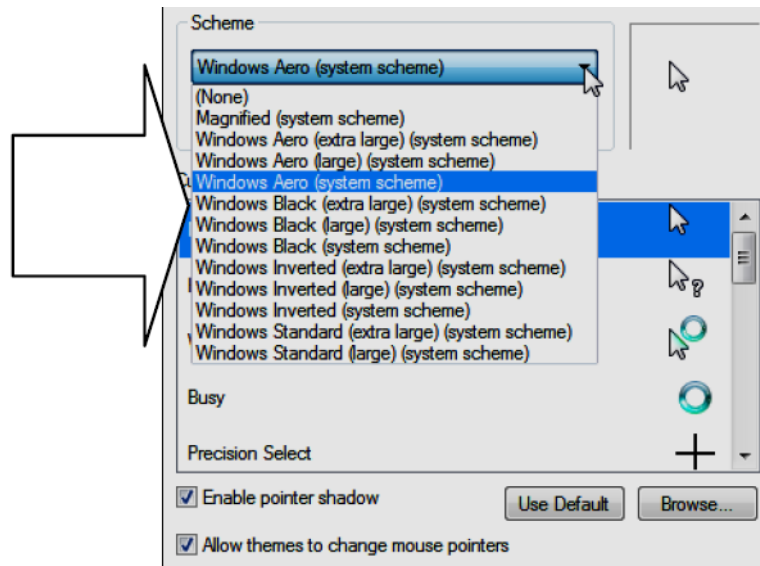 Scheme
Windows Aero (system scheme)
(None)
Magnified (system scheme)
Windows Aero (extra large) (system scheme)
Windows Aero (large) (system scheme)
Windows Aero (system scheme)
Windows Black (extra large) (system scheme)
Windows Black (large) (system scheme)
Windows Black (system scheme)
Windows Inverted (extra large) (system scheme)
Windows Inverted (large) (system scheme)
Windows Inverted (system scheme)
Windows Standard (extra large) (system scheme)
Windows Standard (large) (system scheme)
Busy
Precision Select
Enable pointer shadow
Use Default
Browse...
Allow themes to change mouse pointers